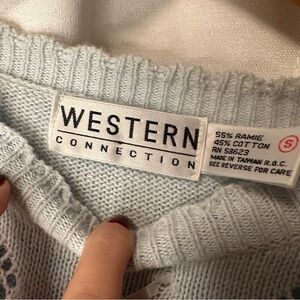 WESTERN
CONNECTION
55% RAMIE
45% COTTON
RN 58623
MADE IN TAIWAN R.O.C.
SEE REVERSE FOR CARE
S